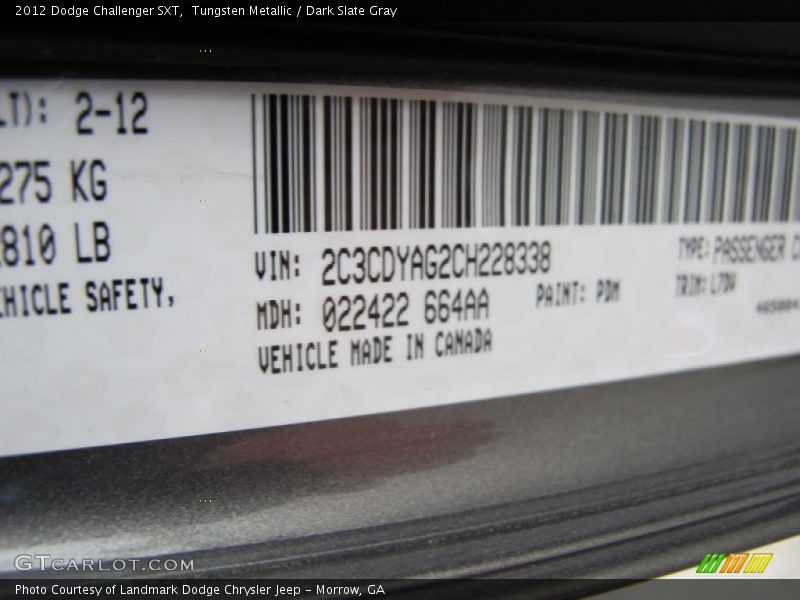 2012 Dodge Challenger SXT,  Tungsten Metallic / Dark Slate Gray
LT): 2-12
275 KG
810 LB
EHICLE SAFETY,
VIN: 2C3CDYAG2CH228338
MDH: 022422 664AA
VEHICLE MADE IN CANADA
PAINT: PDM
TYPE: PASSENGER C
TRIM: L7DV
GTCARLOT.COM
Photo Courtesy of Landmark Dodge Chrysler Jeep – Morrow, GA